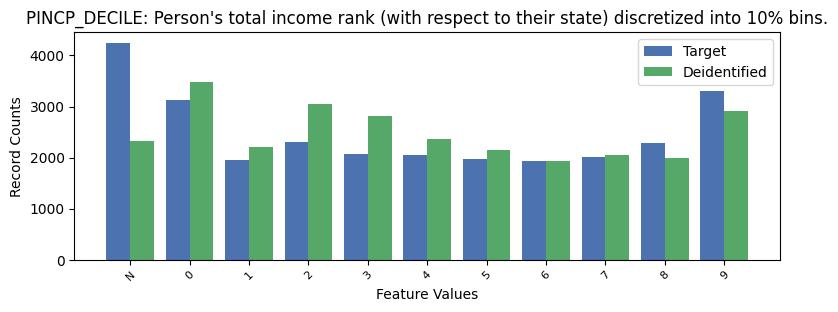 PINCP_DECILE: Person's total income rank (with respect to their state) discretized into 10% bins.
Target
Deidentified
Record Counts
4000
3000
2000
1000
0
N 0 1 2 3 4 5 6 7 8 9
Feature Values